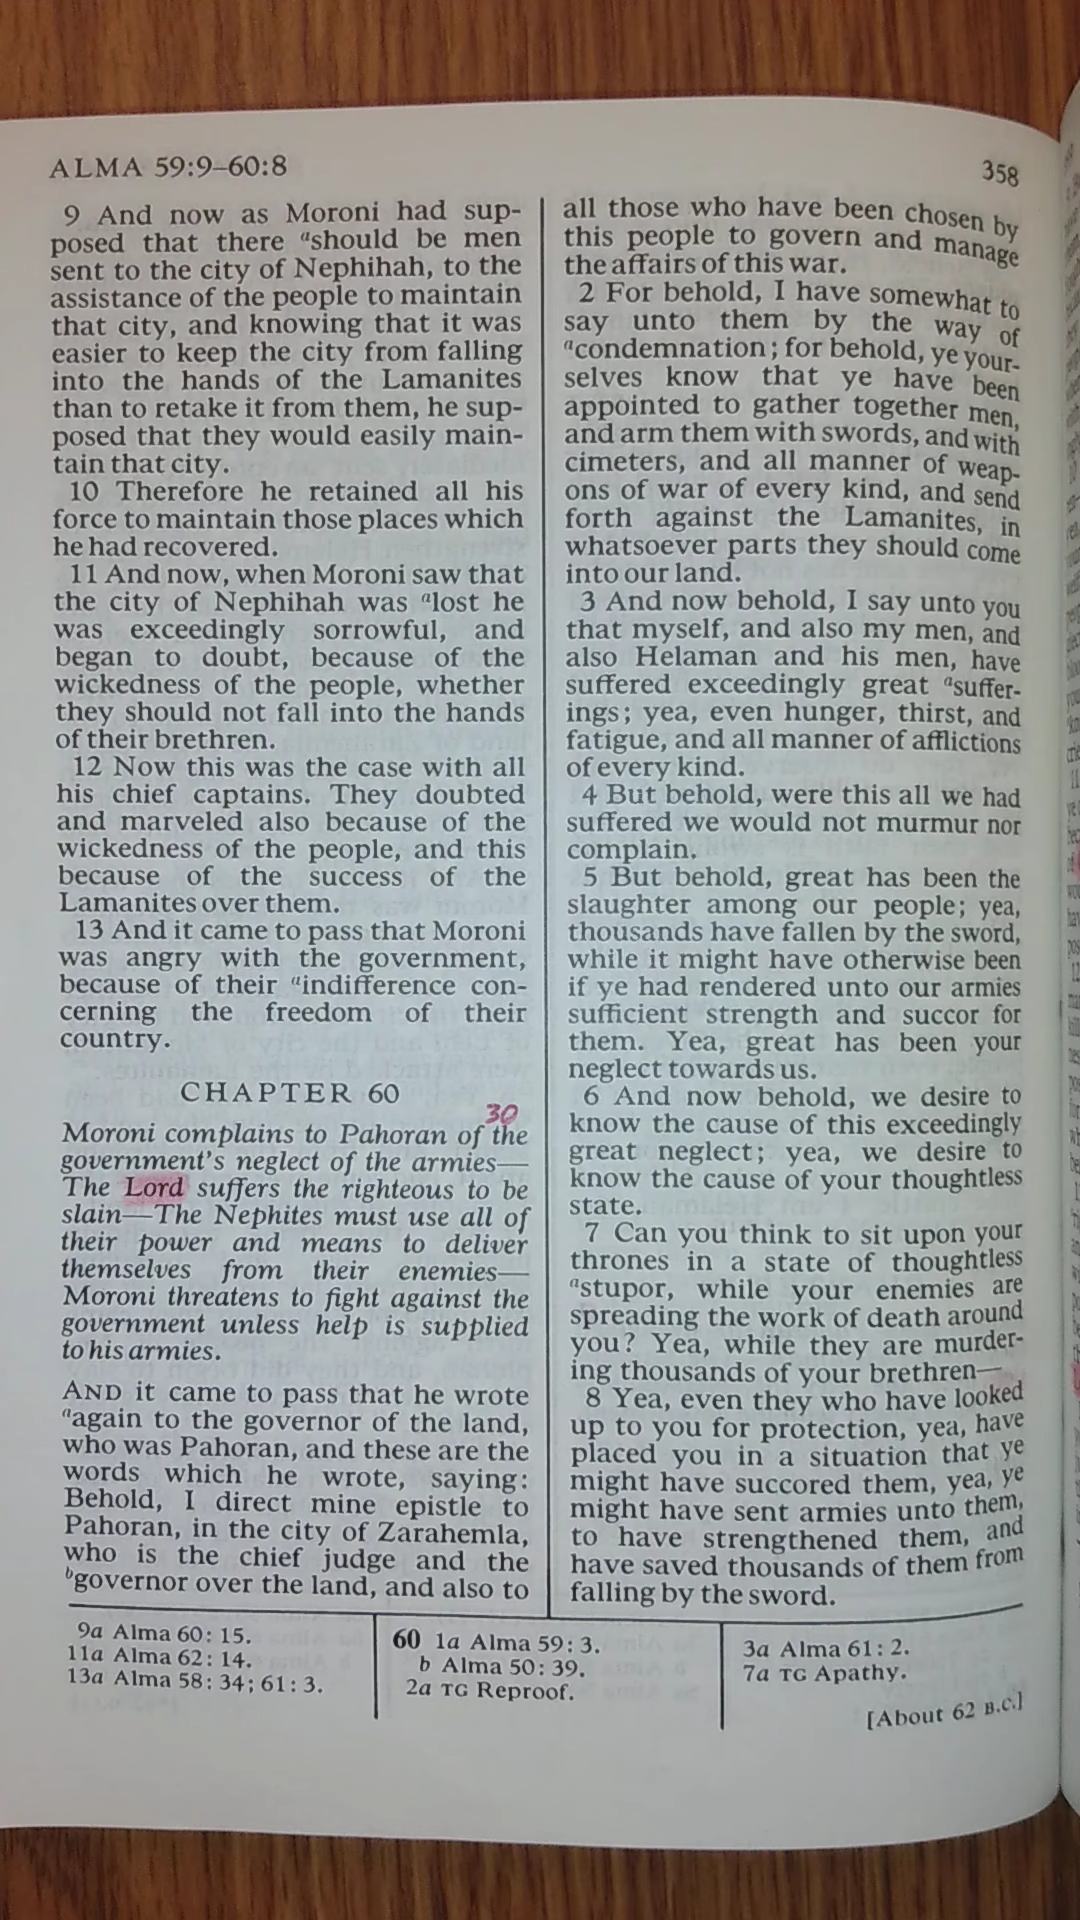 ALMA 59:9–60:8
358
9 And now as Moroni had sup-
posed that there ᵃshould be men
sent to the city of Nephihah, to the
assistance of the people to maintain
that city, and knowing that it was
easier to keep the city from falling
into the hands of the Lamanites
than to retake it from them, he sup-
posed that they would easily main-
tain that city.
10 Therefore he retained all his
force to maintain those places which
he had recovered.
11 And now, when Moroni saw that
the city of Nephihah was ᵃlost he
was exceedingly sorrowful, and
began to doubt, because of the
wickedness of the people, whether
they should not fall into the hands
of their brethren.
12 Now this was the case with all
his chief captains. They doubted
and marveled also because of the
wickedness of the people, and this
because of the success of the
Lamanites over them.
13 And it came to pass that Moroni
was angry with the government,
because of their ᵃindifference con-
cerning the freedom of their
country.
CHAPTER 60
30
Moroni complains to Pahoran of the
government's neglect of the armies—
The Lord suffers the righteous to be
slain—The Nephites must use all of
their power and means to deliver
themselves from their enemies—
Moroni threatens to fight against the
government unless help is supplied
to his armies.
AND it came to pass that he wrote
ᵃagain to the governor of the land,
who was Pahoran, and these are the
words which he wrote, saying:
Behold, I direct mine epistle to
Pahoran, in the city of Zarahemla,
who is the chief judge and the
ᵇgovernor over the land, and also to
all those who have been chosen by
this people to govern and manage
the affairs of this war.
2 For behold, I have somewhat to
say unto them by the way of
ᵃcondemnation; for behold, ye your-
selves know that ye have been
appointed to gather together men,
and arm them with swords, and with
cimeters, and all manner of weap-
ons of war of every kind, and send
forth against the Lamanites, in
whatsoever parts they should come
into our land.
3 And now behold, I say unto you
that myself, and also my men, and
also Helaman and his men, have
suffered exceedingly great ᵃsuffer-
ings; yea, even hunger, thirst, and
fatigue, and all manner of afflictions
of every kind.
4 But behold, were this all we had
suffered we would not murmur nor
complain.
5 But behold, great has been the
slaughter among our people; yea,
thousands have fallen by the sword,
while it might have otherwise been
if ye had rendered unto our armies
sufficient strength and succor for
them. Yea, great has been your
neglect towards us.
6 And now behold, we desire to
know the cause of this exceedingly
great neglect; yea, we desire to
know the cause of your thoughtless
state.
7 Can you think to sit upon your
thrones in a state of thoughtless
ᵃstupor, while your enemies are
spreading the work of death around
you? Yea, while they are murder-
ing thousands of your brethren—
8 Yea, even they who have looked
up to you for protection, yea, have
placed you in a situation that ye
might have succored them, yea, ye
might have sent armies unto them,
to have strengthened them, and
have saved thousands of them from
falling by the sword.
9a Alma 60: 15.
11a Alma 62: 14.
13a Alma 58: 34; 61: 3.
60 1a Alma 59: 3.
b Alma 50: 39.
2a TG Reproof.
3a Alma 61: 2.
7a TG Apathy.
[About 62 B.C.]